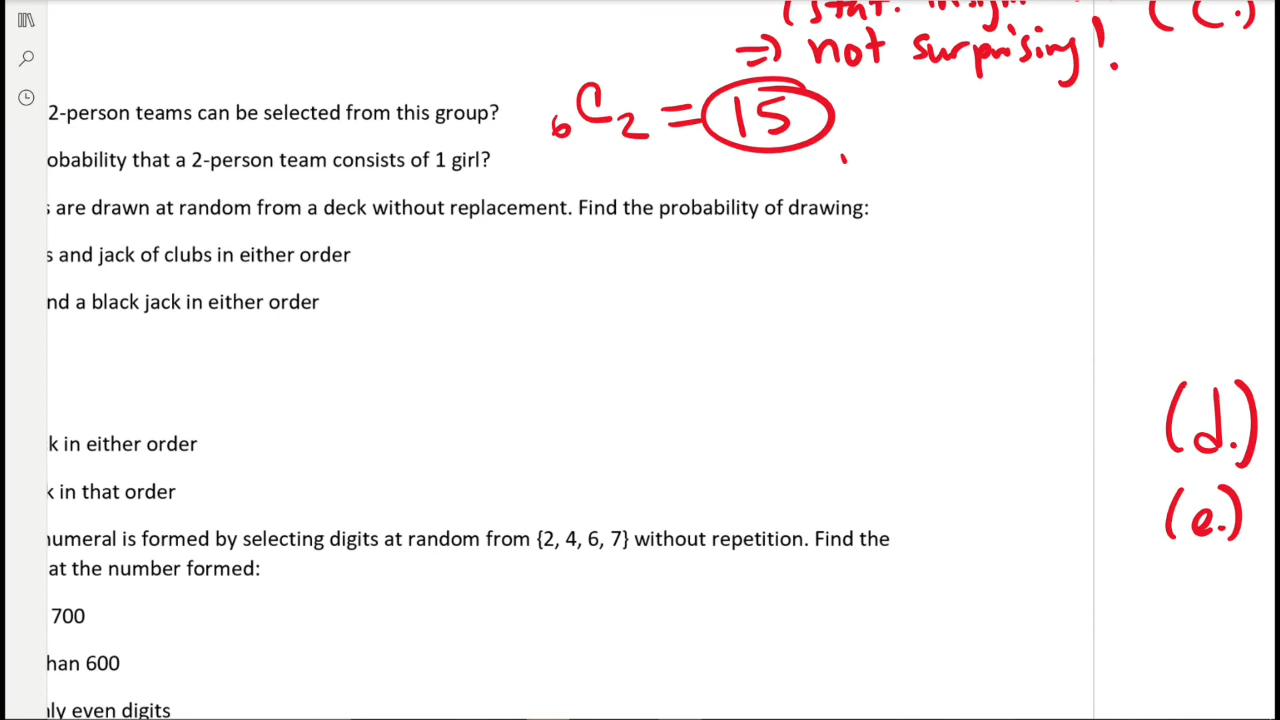 => not surprising!
(c.)
2-person teams can be selected from this group? 6C2 = 15
obability that a 2-person team consists of 1 girl?
s are drawn at random from a deck without replacement. Find the probability of drawing:
s and jack of clubs in either order
nd a black jack in either order
(d.)
k in either order
k in that order
(e.)
numeral is formed by selecting digits at random from {2, 4, 6, 7} without repetition. Find the
at the number formed:
700
han 600
nly even digits